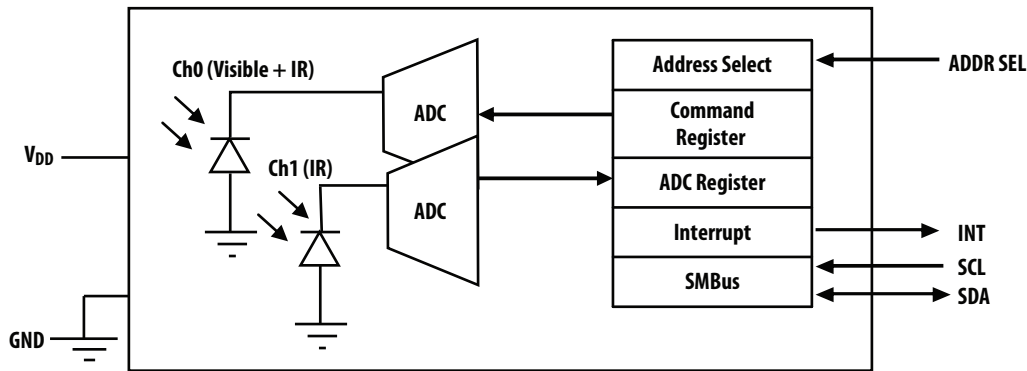 Ch0 (Visible + IR)
ADC
Address Select
ADDR SEL
Command
Register
VDD
Ch1 (IR)
ADC
ADC Register
Interrupt
INT
SMBus
SCL
SDA
GND